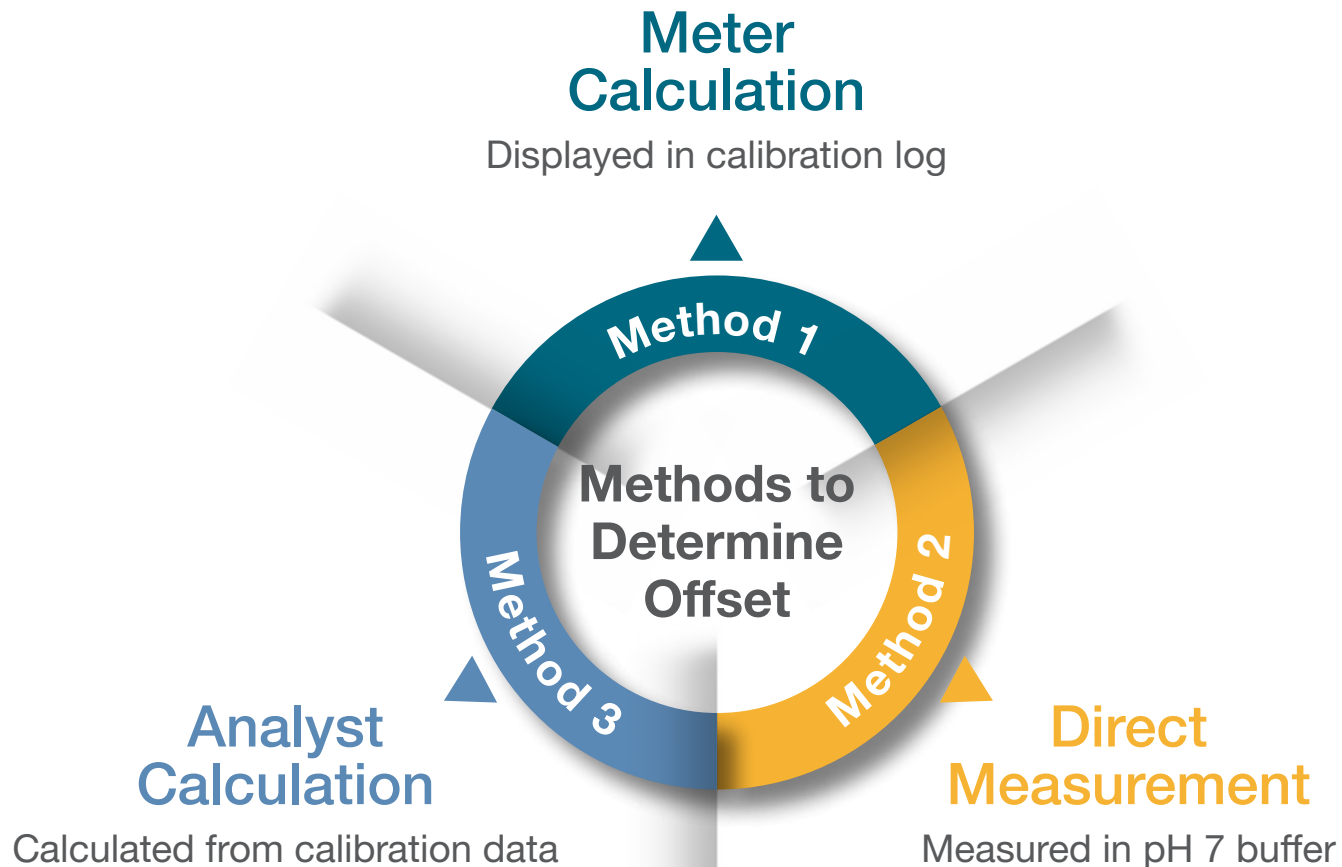 Meter
Calculation
Displayed in calibration log
Method 1
Methods to
Determine
Offset
Method 2
Method 3
Analyst
Calculation
Calculated from calibration data
Direct
Measurement
Measured in pH 7 buffer